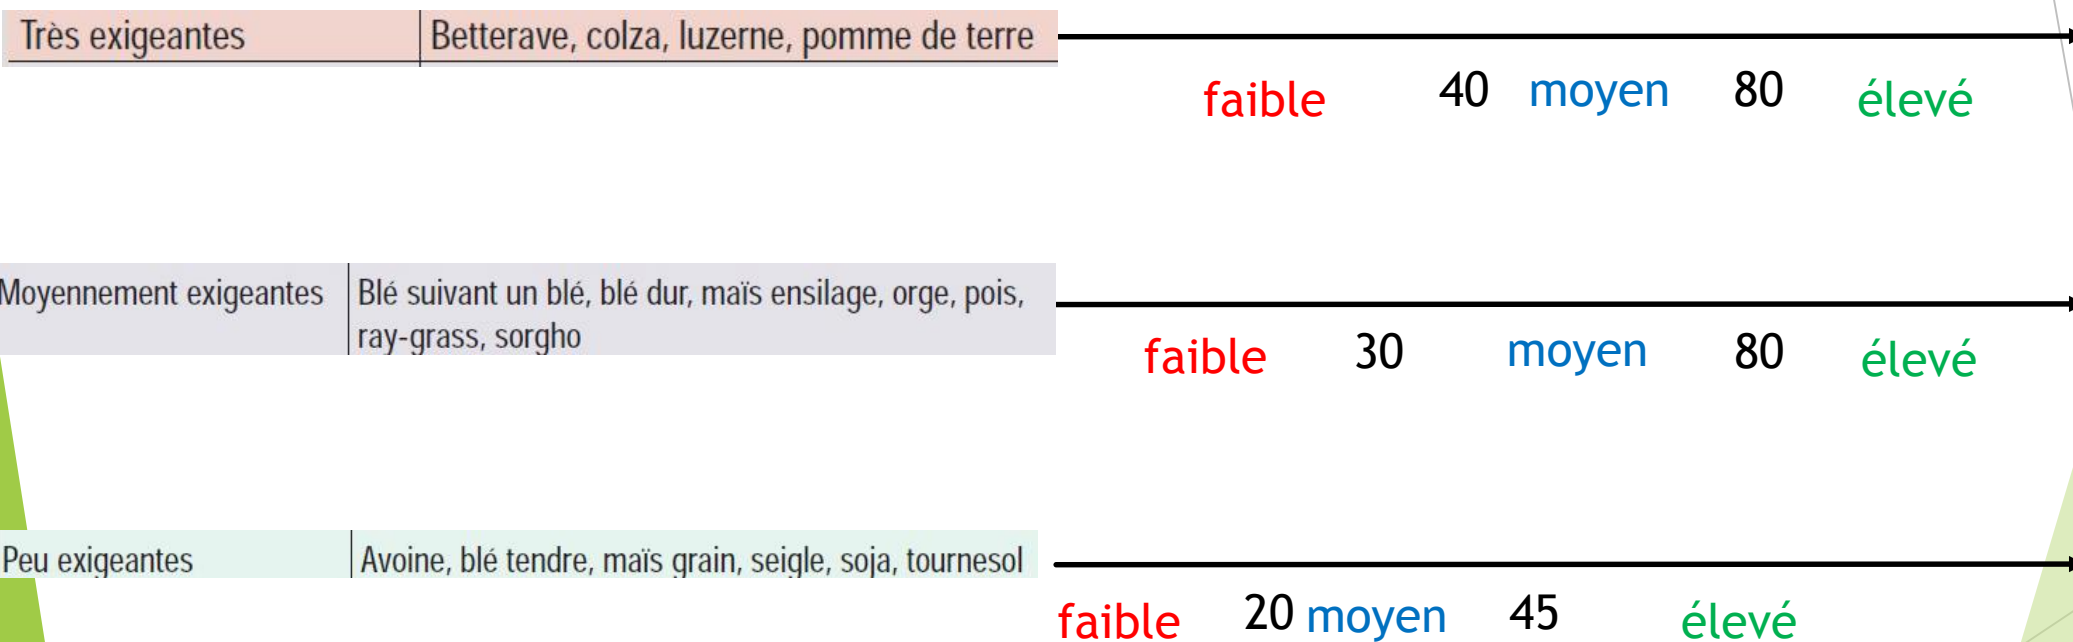 Très exigeantes Betterave, colza, luzerne, pomme de terre
faible 40 moyen 80 élevé
Moyennement exigeantes Blé suivant un blé, blé dur, maïs ensilage, orge, pois,
ray-grass, sorgho
faible 30 moyen 80 élevé
Peu exigeantes Avoine, blé tendre, maïs grain, seigle, soja, tournesol
faible 20 moyen 45 élevé